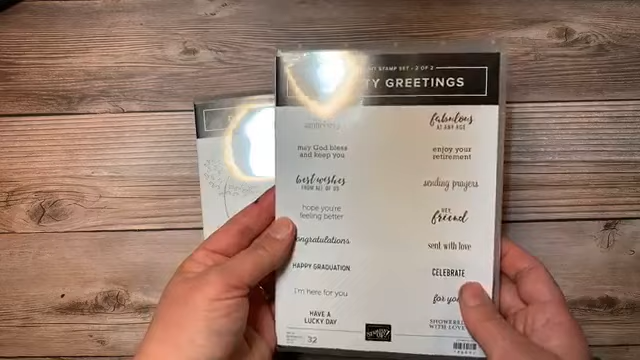 STAMP SET • 2 OF 2
TY GREETINGS
may God bless
and keep you
best wishes
FROM ALL OF US
hope you're
feeling better
congratulations
HAPPY GRADUATION
I'm here for you
HAVE A
LUCKY DAY
32
fabulous
AT ANY AGE
enjoy your
retirement
sending prayers
HEY,
friend
sent with love
CELEBRATE
for yo
SHOWERED
WITH LOVE